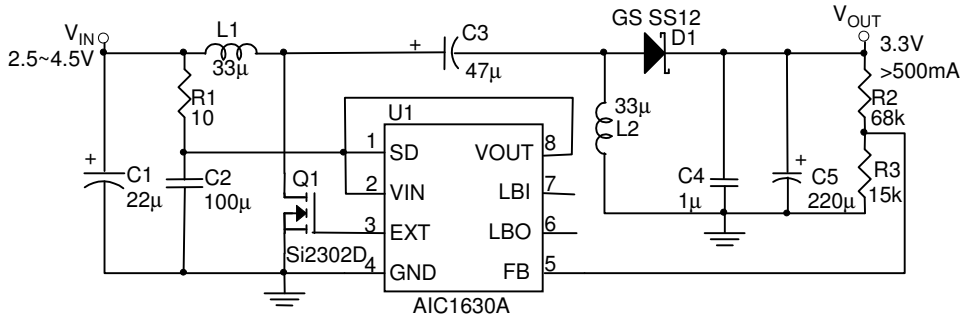 GS SS12
V_OUT
V_IN
L1
C3
D1
2.5~4.5V
33μ
+
47μ
3.3V
>500mA
R1
10
U1
33μ
L2
R2
68k
1
SD
VOUT
8
+
C1
22μ
C2
100μ
Q1
2
VIN
LBI
7
C4
1μ
+
C5
220μ
R3
15k
3
EXT
LBO
6
Si2302D
4
GND
FB
5
AIC1630A